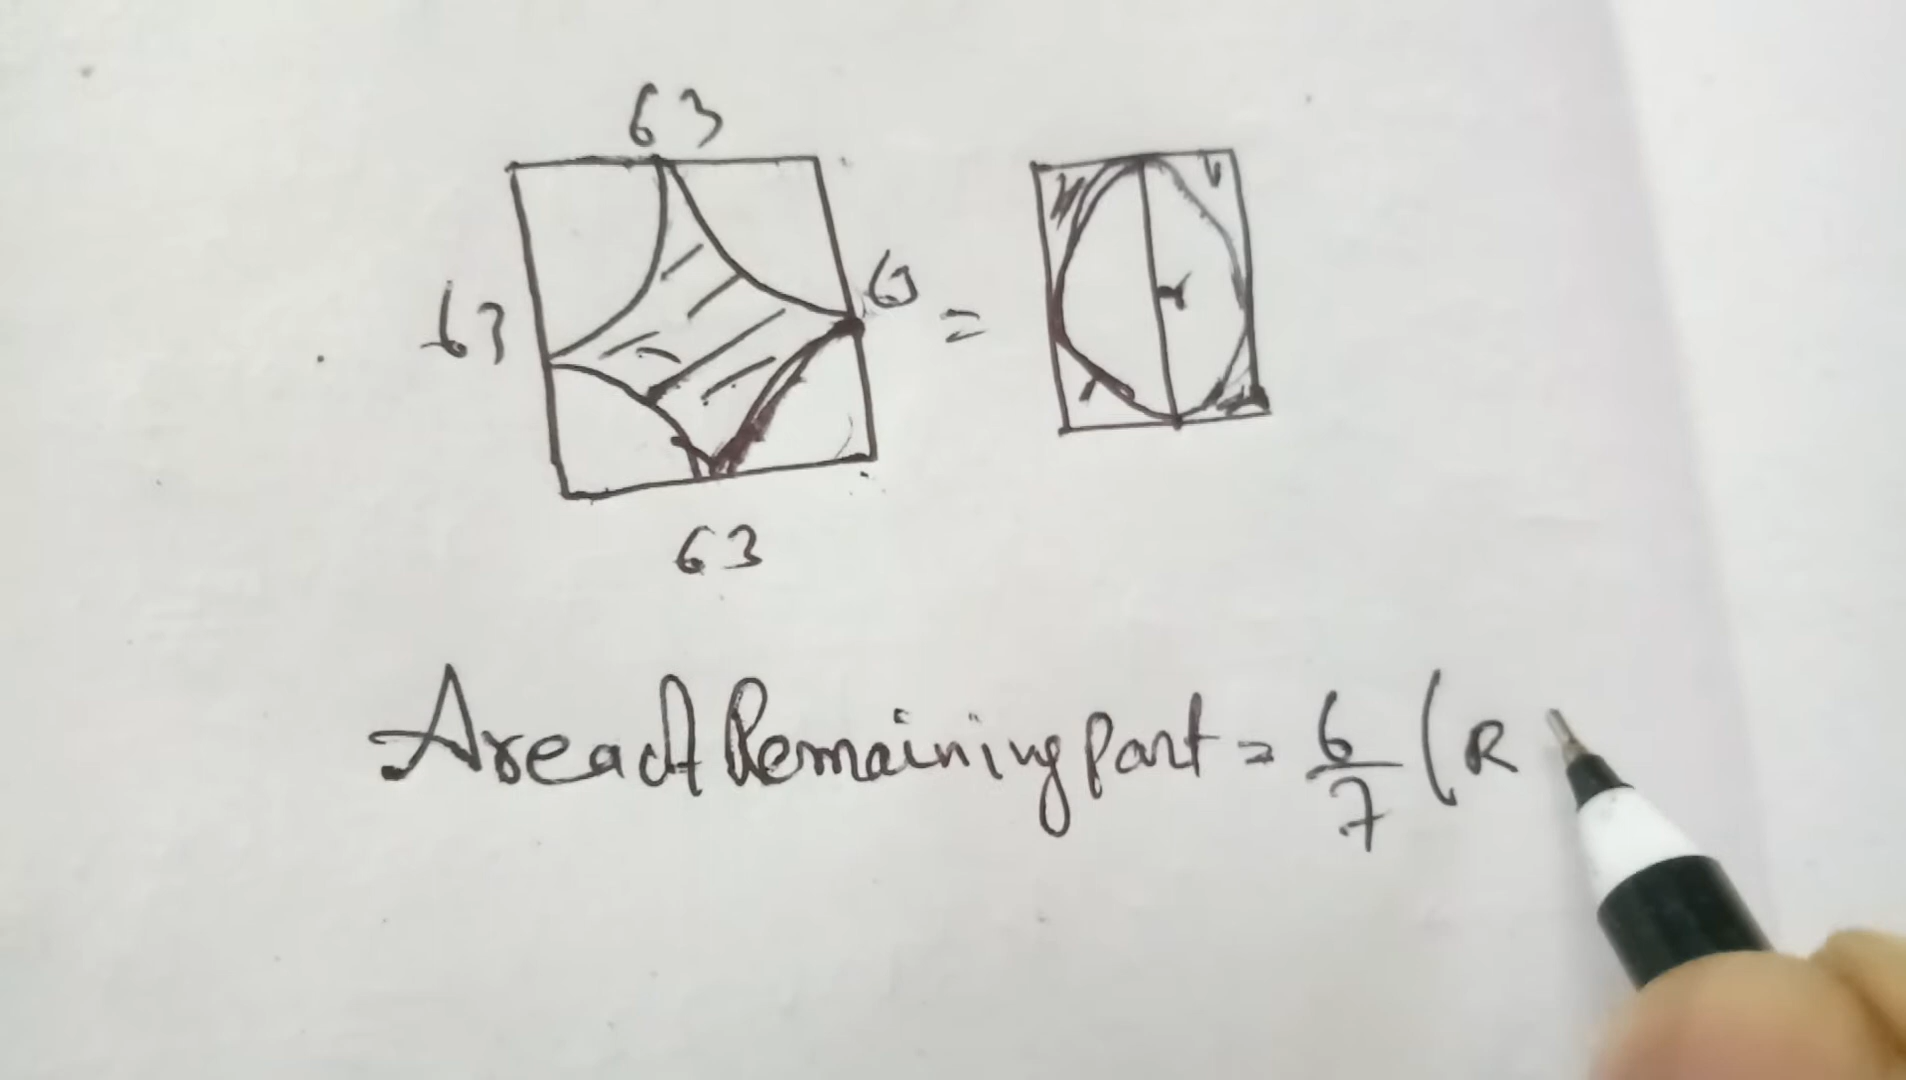 63
63
63
=
r
63
Area of Remaining Part = 6/7 (R